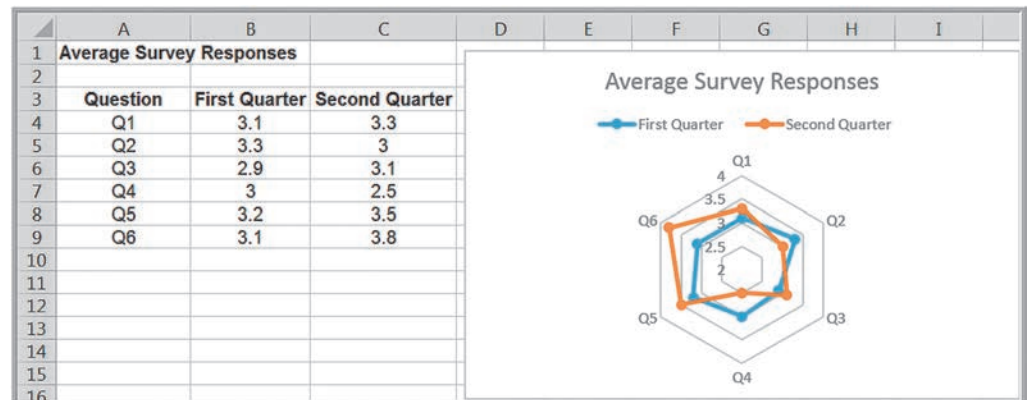 A B C D E F G H I
1 Average Survey Responses
2
3 Question First Quarter Second Quarter
4 Q1 3.1 3.3
5 Q2 3.3 3
6 Q3 2.9 3.1
7 Q4 3 2.5
8 Q5 3.2 3.5
9 Q6 3.1 3.8
10
11
12
13
14
15
16
Average Survey Responses
First Quarter Second Quarter
Q1
4
3.5
Q6 3 Q2
2.5
2
Q5 Q3
Q4